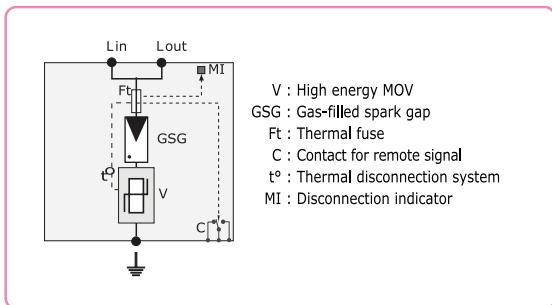 Lin Lout
MI
Ft
GSG
t°
V
C
V : High energy MOV
GSG : Gas-filled spark gap
Ft : Thermal fuse
C : Contact for remote signal
t° : Thermal disconnection system
MI : Disconnection indicator